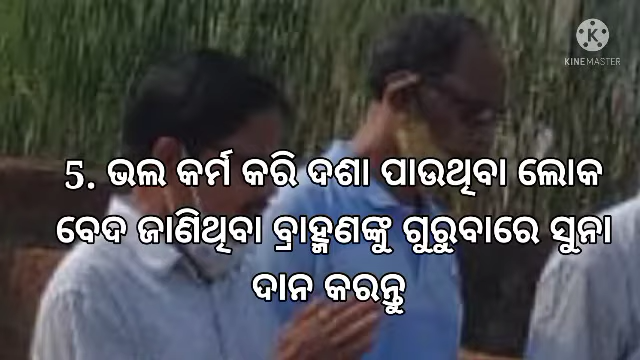 KINEMASTER
5. ଭଲ କର୍ମ କରି ଦଶା ପାଉଥିବା ଲୋକ
ବେଦ ଜାଣିଥିବା ବ୍ରାହ୍ମଣଙ୍କୁ ଗୁରୁବାରେ ସୁନା
ଦାନ କରନ୍ତୁ